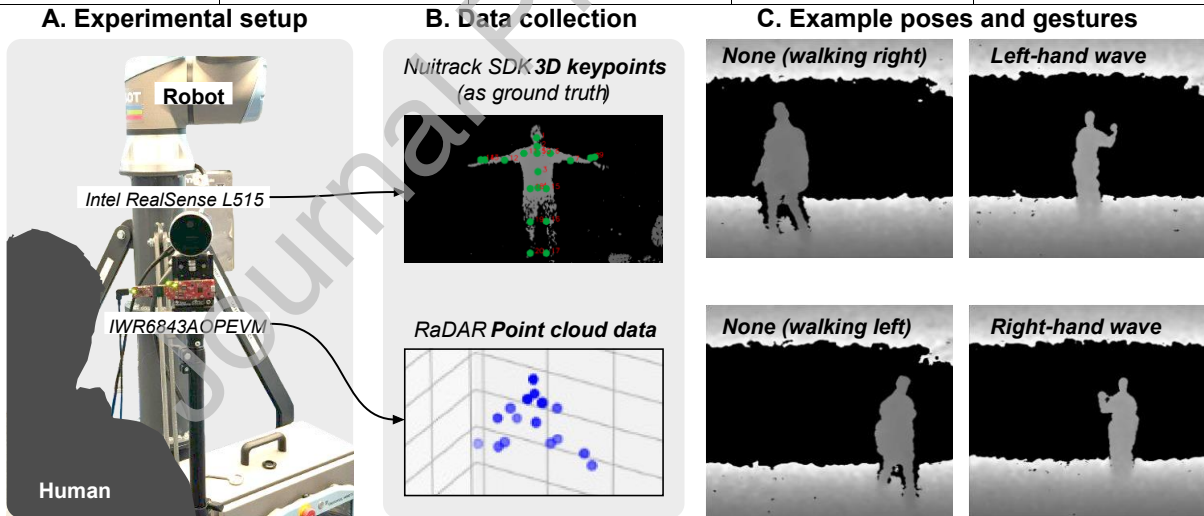 A. Experimental setup
B. Data collection
C. Example poses and gestures
Robot
Intel RealSense L515
IWR6843AOPEVM
Human
Nuitrack SDK 3D keypoints
(as ground truth)
RaDAR Point cloud data
None (walking right)
Left-hand wave
None (walking left)
Right-hand wave
Journal Pr